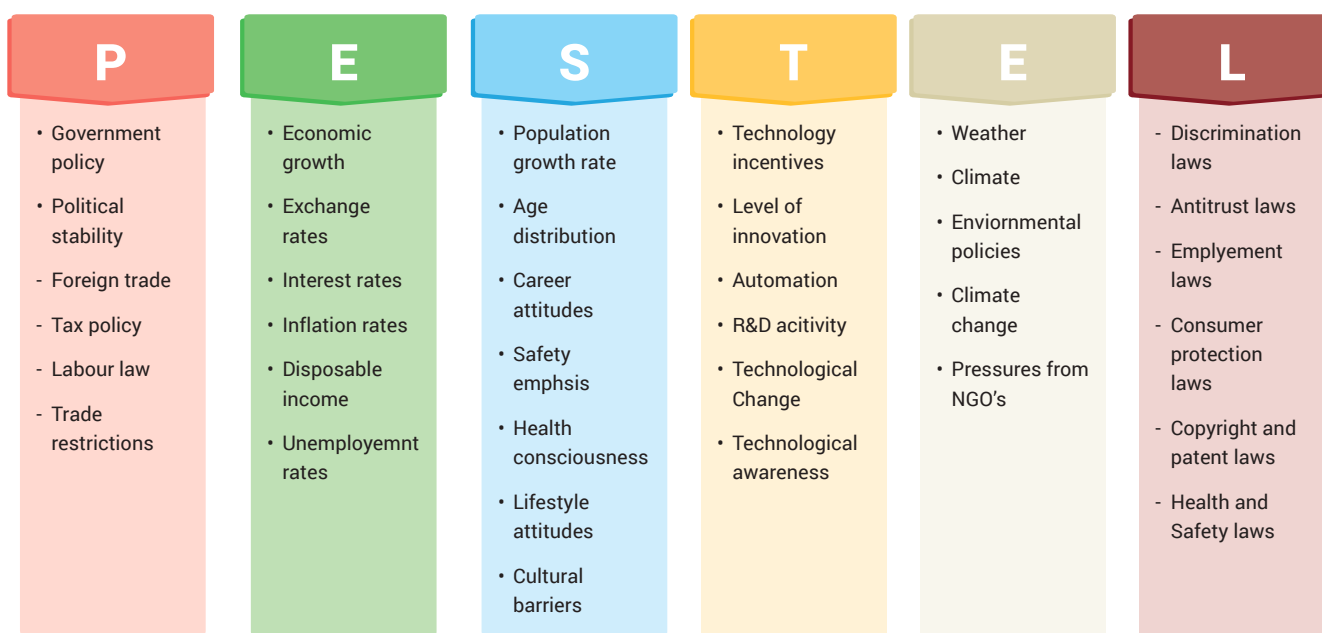 P
• Government
policy
• Political
stability
- Foreign trade
- Tax policy
- Labour law
- Trade
restrictions
E
• Economic
growth
• Exchange
rates
• Interest rates
• Inflation rates
• Disposable
income
• Unemployemnt
rates
S
• Population
growth rate
• Age
distribution
• Career
attitudes
• Safety
emphsis
• Health
consciousness
• Lifestyle
attitudes
• Cultural
barriers
T
• Technology
incentives
• Level of
innovation
• Automation
• R&D acitivity
• Technological
Change
• Technological
awareness
E
• Weather
• Climate
• Enviornmental
policies
• Climate
change
• Pressures from
NGO’s
L
- Discrimination
laws
- Antitrust laws
- Emplyement
laws
- Consumer
protection
laws
- Copyright and
patent laws
- Health and
Safety laws